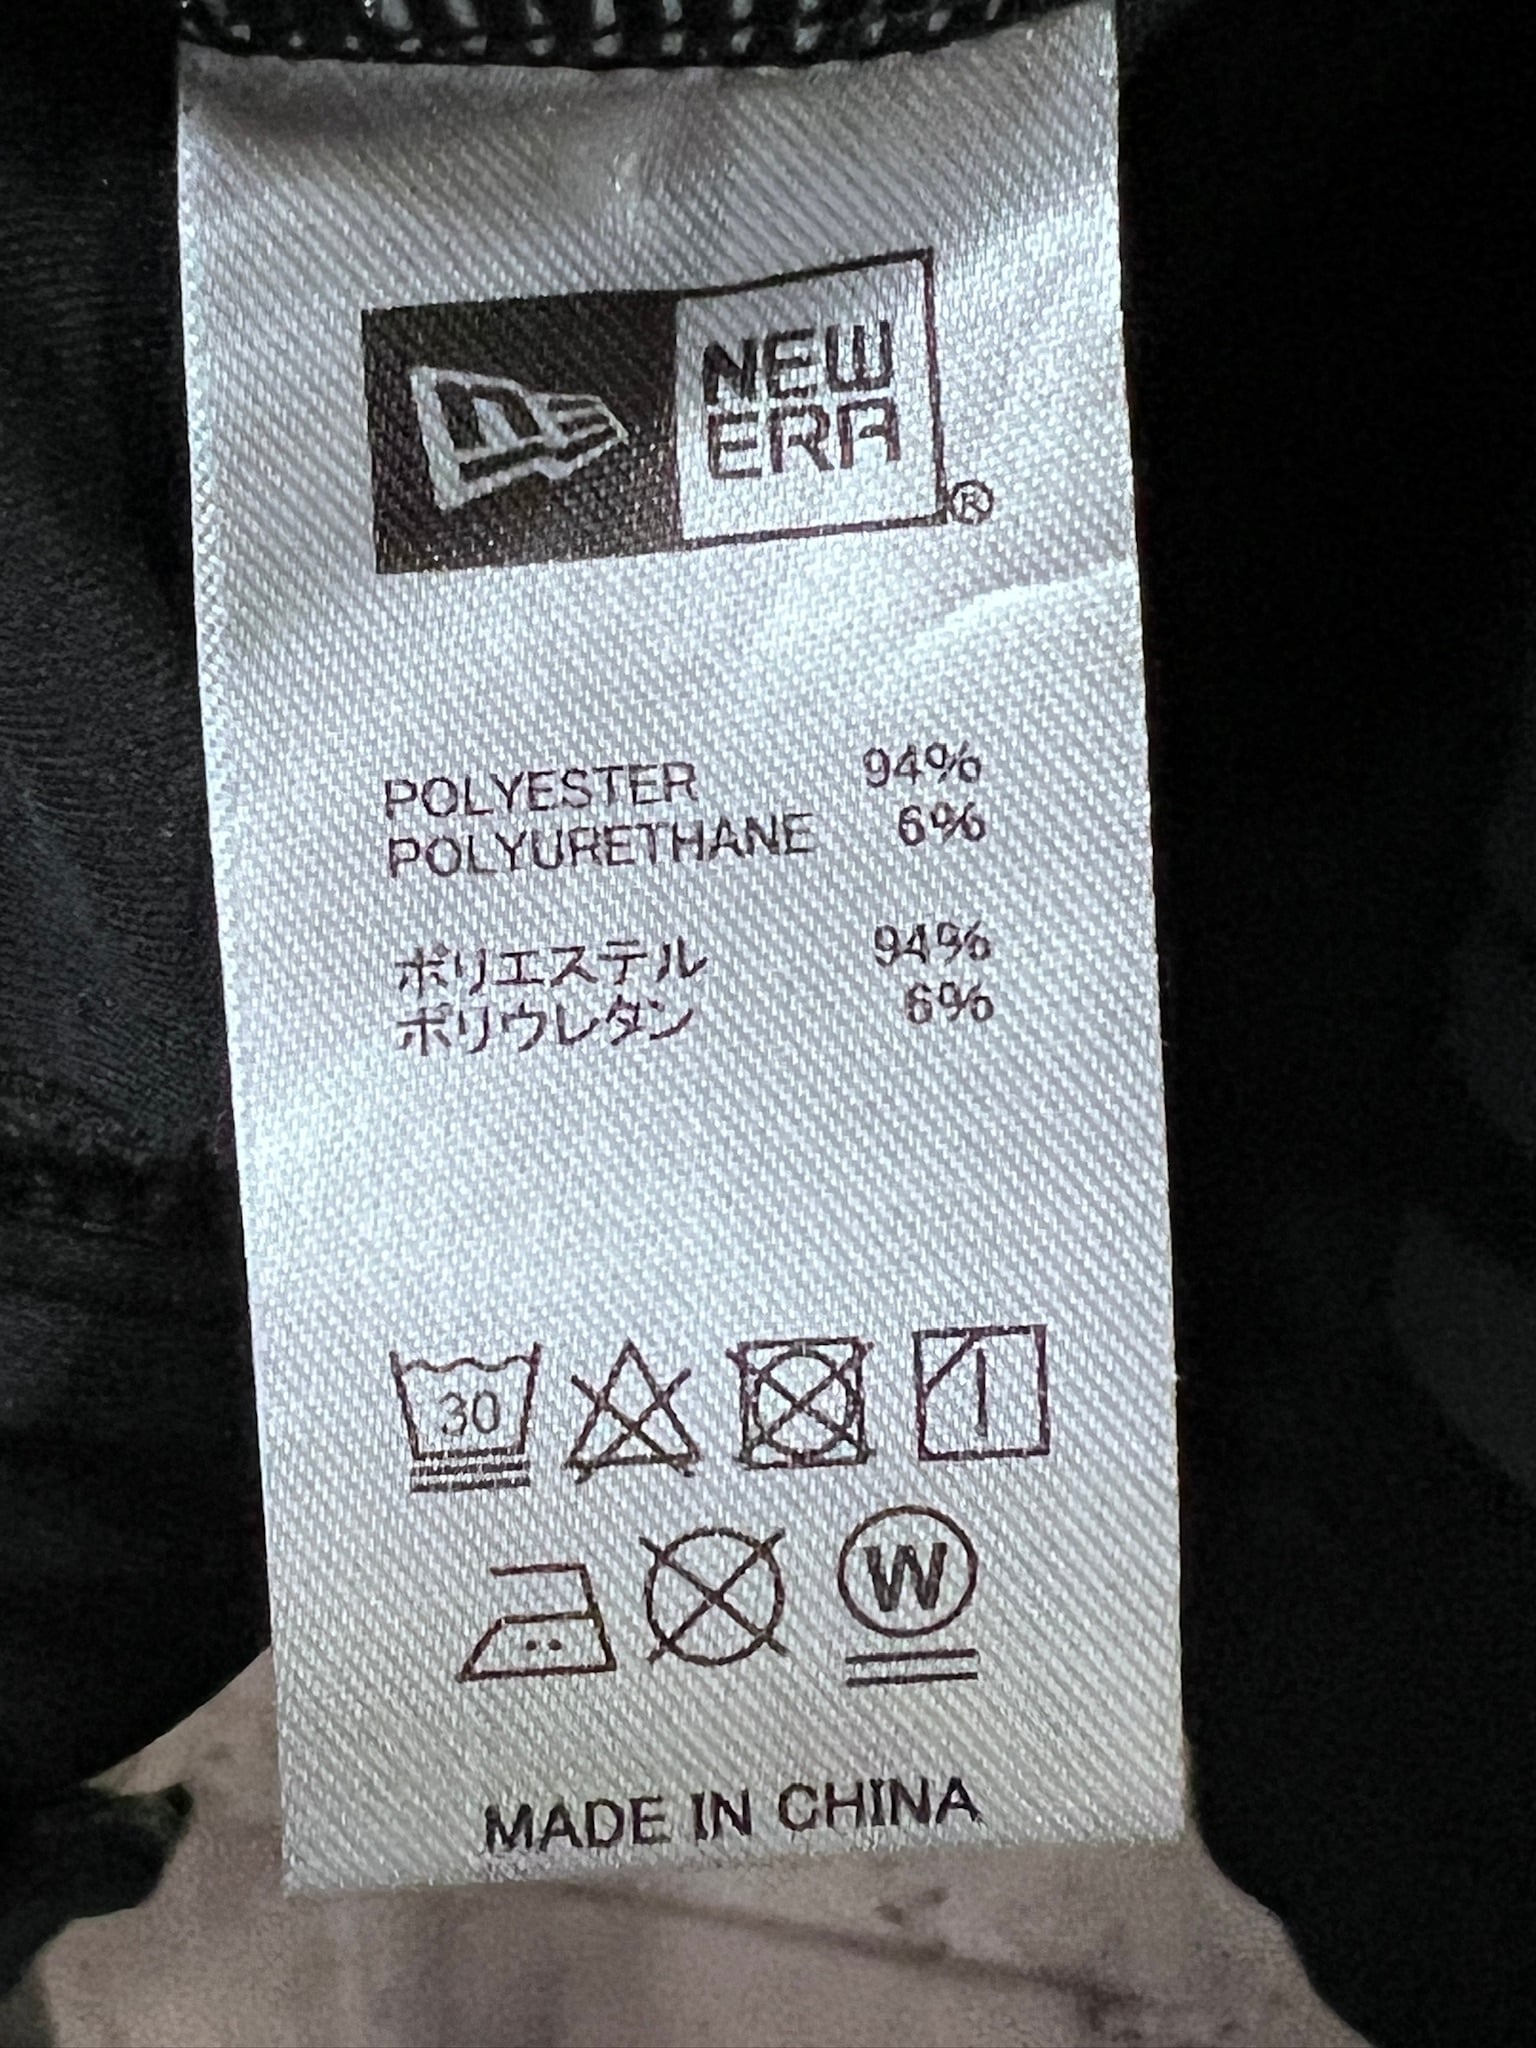 NEW
ERA
®
POLYESTER 94%
POLYURETHANE 6%
ポリエステル 94%
ポリウレタン 6%
30
W
MADE IN CHINA